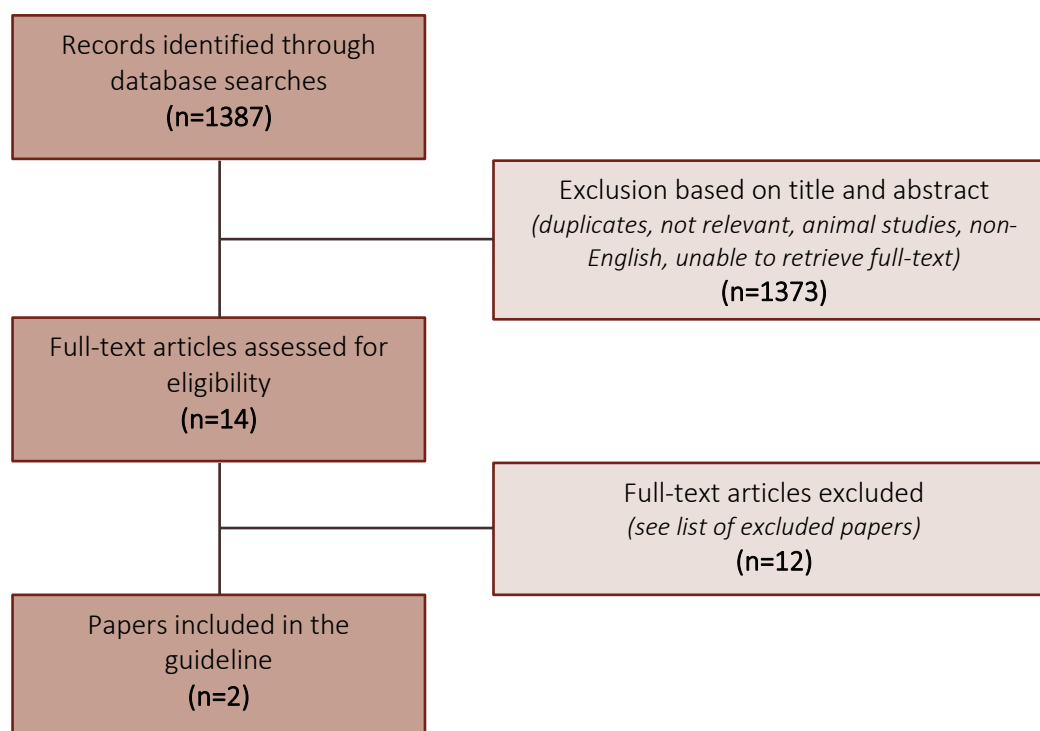 Records identified through
database searches
(n=1387)
Exclusion based on title and abstract
(duplicates, not relevant, animal studies, non-
English, unable to retrieve full-text)
(n=1373)
Full-text articles assessed for
eligibility
(n=14)
Full-text articles excluded
(see list of excluded papers)
(n=12)
Papers included in the
guideline
(n=2)